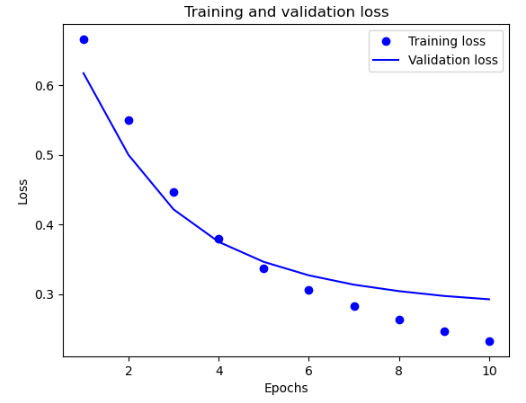 Training and validation loss
Training loss
Validation loss
0.6
0.5
0.4
0.3
Loss
2
4
6
8
10
Epochs